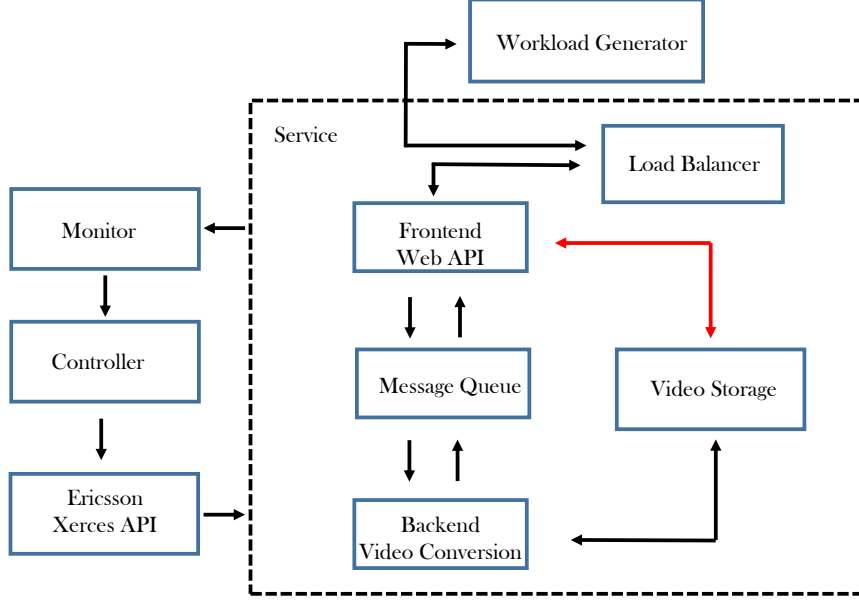 Workload Generator
Service
Load Balancer
Monitor
Frontend
Web API
Controller
Message Queue
Video Storage
Ericsson
Xerces API
Backend
Video Conversion